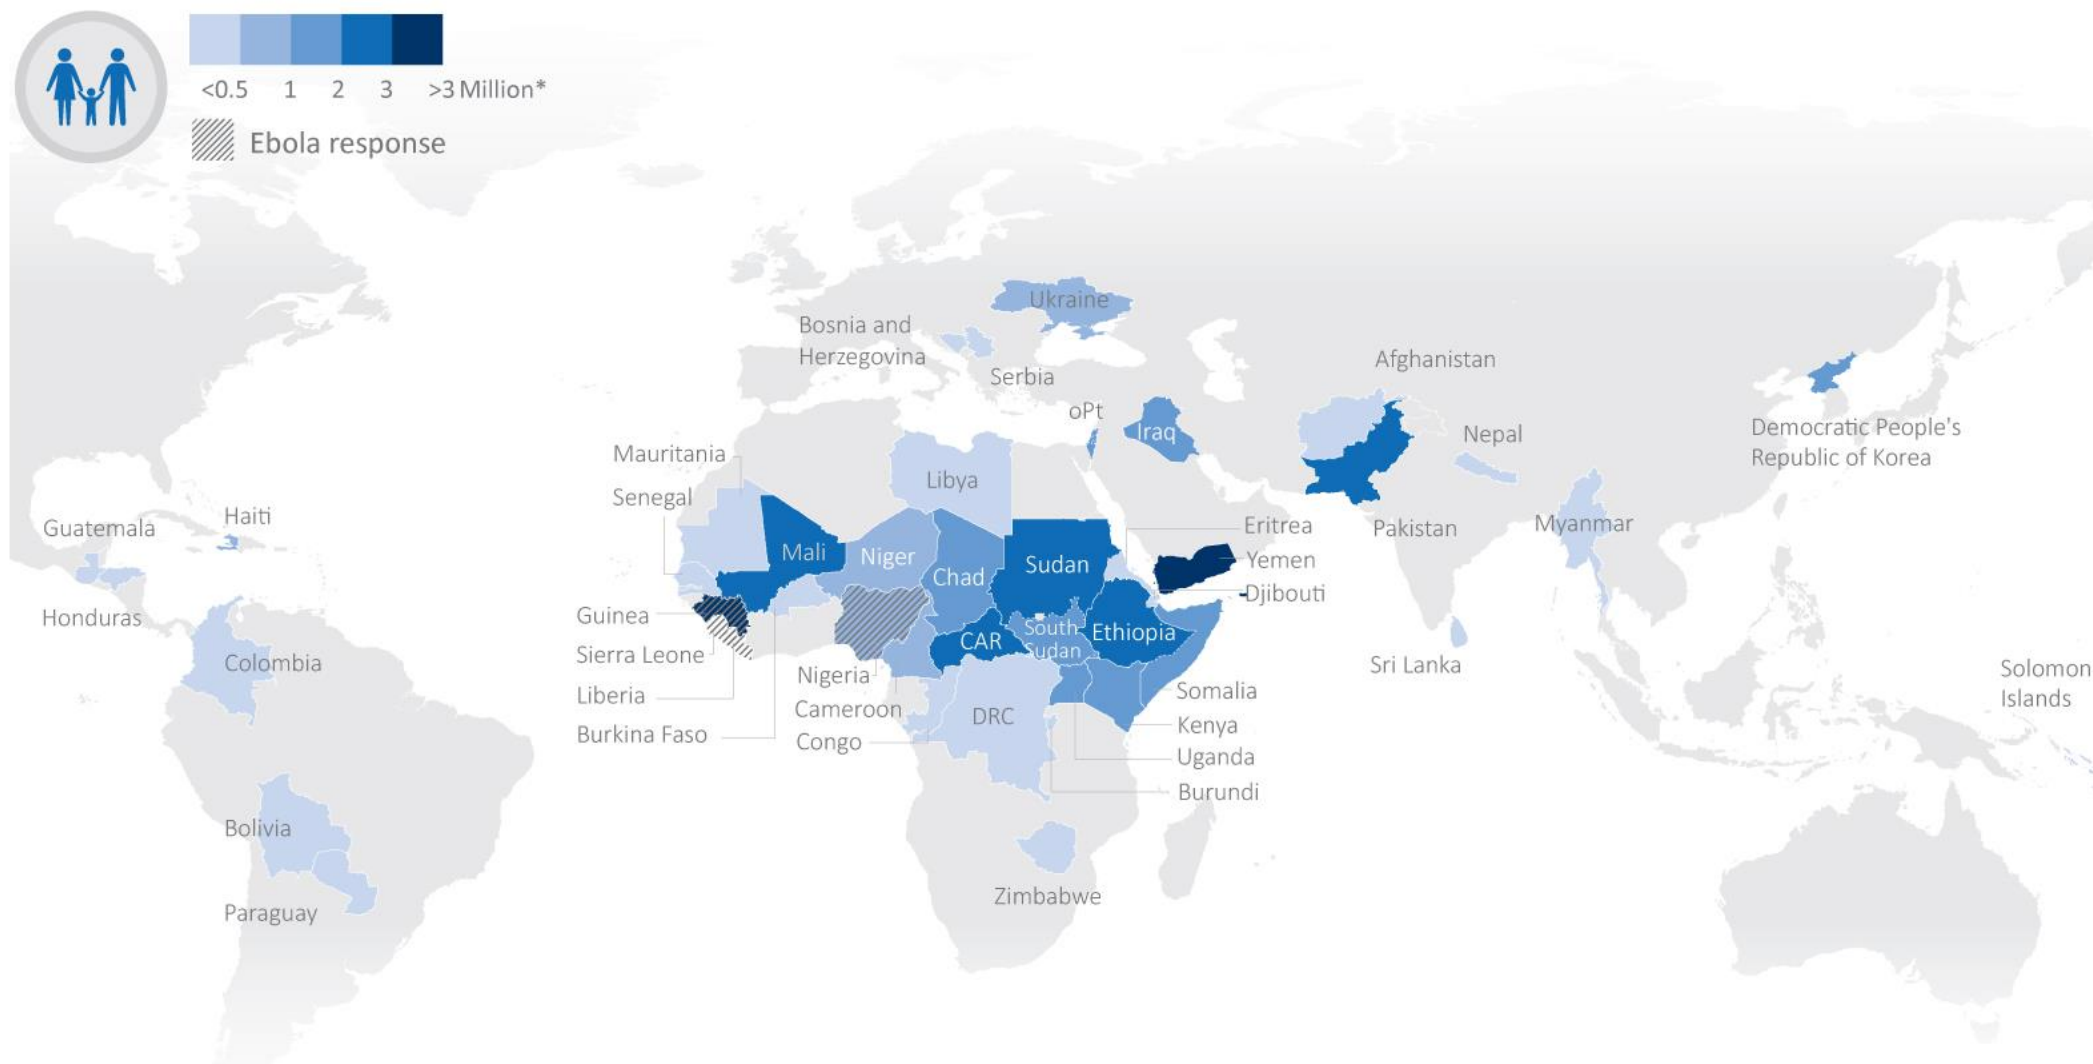 <0.5 1 2 3 >3 Million*
Ebola response
Ukraine
Bosnia and
Herzegovina
Serbia
Afghanistan
oPt
Iraq
Nepal
Democratic People's
Republic of Korea
Mauritania
Senegal
Libya
Guatemala
Haiti
Eritrea
Pakistan
Myanmar
Mali
Niger
Chad
Sudan
Yemen
Djibouti
Honduras
Guinea
Sierra Leone
Liberia
Burkina Faso
CAR
South
Sudan
Ethiopia
Colombia
Nigeria
Cameroon
Congo
DRC
Somalia
Kenya
Uganda
Burundi
Sri Lanka
Solomon
Islands
Bolivia
Paraguay
Zimbabwe